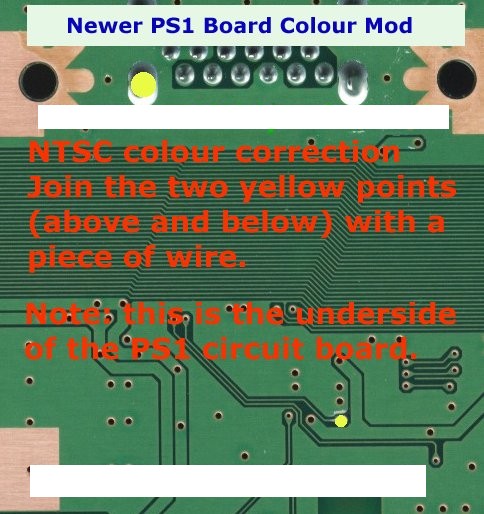 Newer PS1 Board Colour Mod
NTSC colour correction
Join the two yellow points
(above and below) with a
piece of wire.
Note: this is the underside
of the PS1 circuit board.